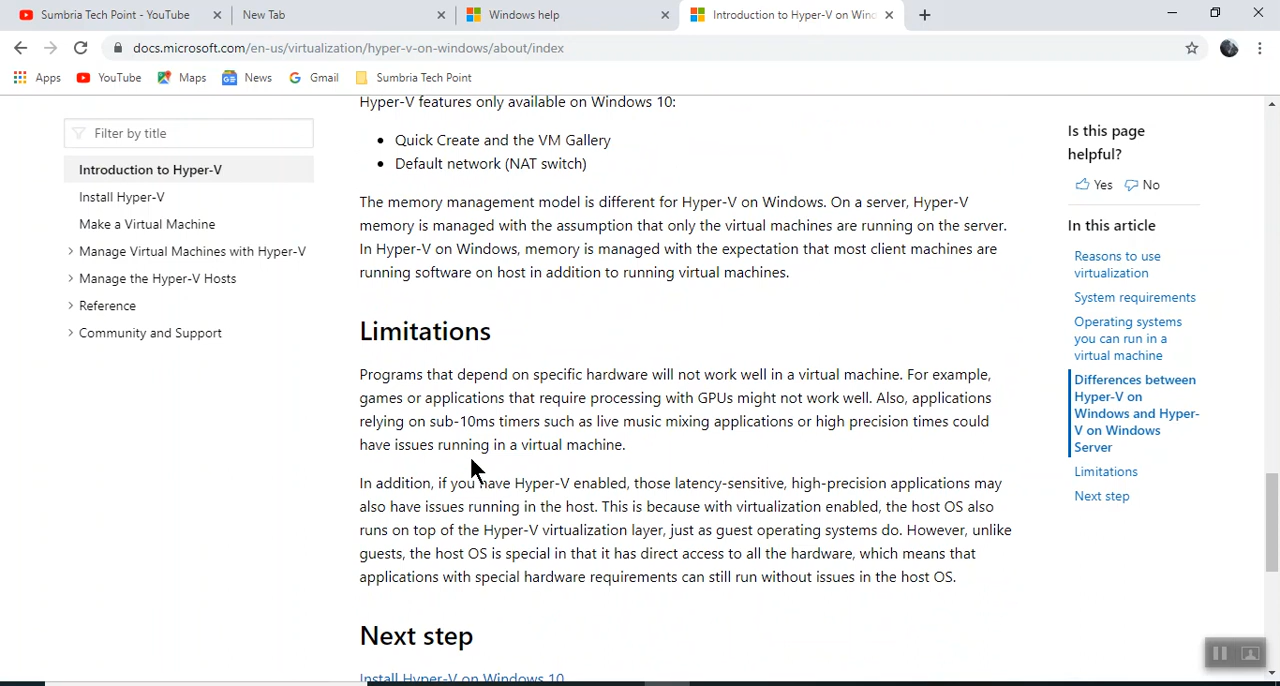 Sumbria Tech Point - YouTube
New Tab
Windows help
Introduction to Hyper-V on Wind
docs.microsoft.com/en-us/virtualization/hyper-v-on-windows/about/index
Apps
YouTube
Maps
News
Gmail
Sumbria Tech Point
Filter by title
Introduction to Hyper-V
Install Hyper-V
Make a Virtual Machine
Manage Virtual Machines with Hyper-V
Manage the Hyper-V Hosts
Reference
Community and Support
Hyper-V features only available on Windows 10:
• Quick Create and the VM Gallery
• Default network (NAT switch)
The memory management model is different for Hyper-V on Windows. On a server, Hyper-V
memory is managed with the assumption that only the virtual machines are running on the server.
In Hyper-V on Windows, memory is managed with the expectation that most client machines are
running software on host in addition to running virtual machines.
Limitations
Programs that depend on specific hardware will not work well in a virtual machine. For example,
games or applications that require processing with GPUs might not work well. Also, applications
relying on sub-10ms timers such as live music mixing applications or high precision times could
have issues running in a virtual machine.
In addition, if you have Hyper-V enabled, those latency-sensitive, high-precision applications may
also have issues running in the host. This is because with virtualization enabled, the host OS also
runs on top of the Hyper-V virtualization layer, just as guest operating systems do. However, unlike
guests, the host OS is special in that it has direct access to all the hardware, which means that
applications with special hardware requirements can still run without issues in the host OS.
Next step
Install Hyper-V on Windows 10
Is this page
helpful?
Yes
No
In this article
Reasons to use
virtualization
System requirements
Operating systems
you can run in a
virtual machine
Differences between
Hyper-V on
Windows and Hyper-
V on Windows
Server
Limitations
Next step